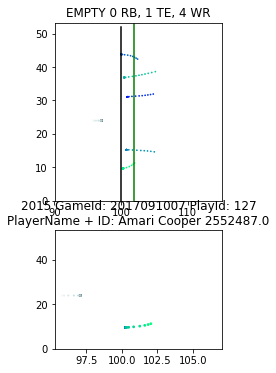 EMPTY 0 RB, 1 TE, 4 WR
50
40
30
20
10
0
90 100 110
2015 GameId: 2017091007 PlayId: 127
PlayerName + ID: Amari Cooper 2552487.0
40
20
0
97.5 100.0 102.5 105.0